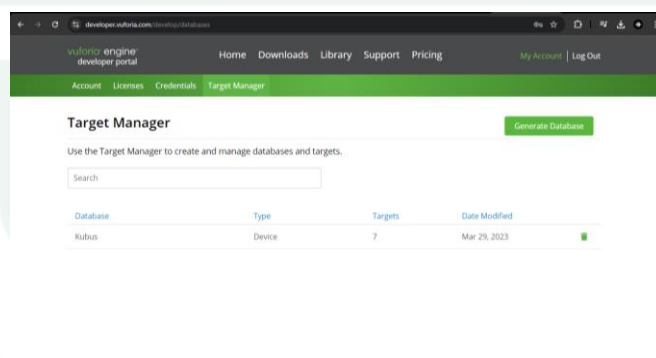 developer.vuforia.com/develop/databases
vuforia engine™ Home Downloads Library Support Pricing My Account | Log Out
developer portal
Account Licenses Credentials Target Manager
Target Manager
Generate Database
Use the Target Manager to create and manage databases and targets.
Search
Database Type Targets Date Modified
Kubus Device 7 Mar 29, 2023